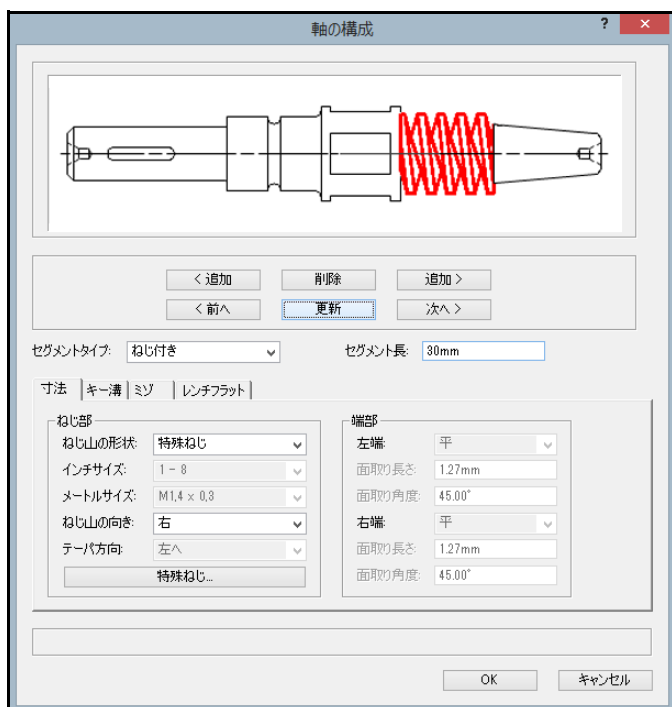 軸の構成 ? ×
< 追加 削除 追加 >
< 前へ 更新 次へ >
セグメントタイプ: ねじ付き セグメント長: 30mm
寸法 キー溝 ミゾ レンチフラット
ねじ部 端部
ねじ山の形状: 特殊ねじ 左端: 平
インチサイズ: 1 - 8 面取り長さ: 1.27mm
メートルサイズ: M1.4 x 0.3 面取り角度: 45.00°
ねじ山の向き: 右 右端: 平
テーパ方向: 左へ 面取り長さ: 1.27mm
特殊ねじ... 面取り角度: 45.00°
OK キャンセル